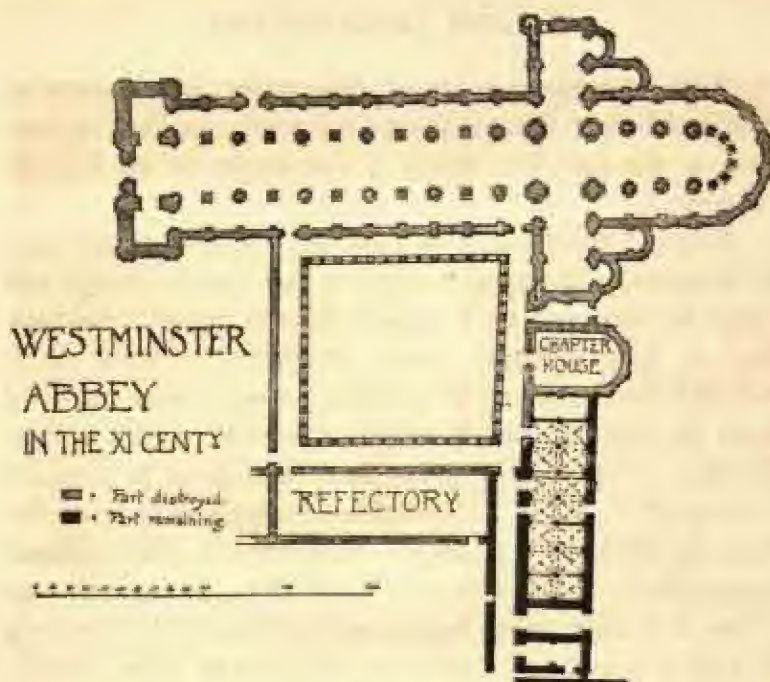 WESTMINSTER
ABBEY
IN THE XI CENTY
= Part destroyed.
= Part remaining.
CHAPTER
HOUSE
REFECTORY